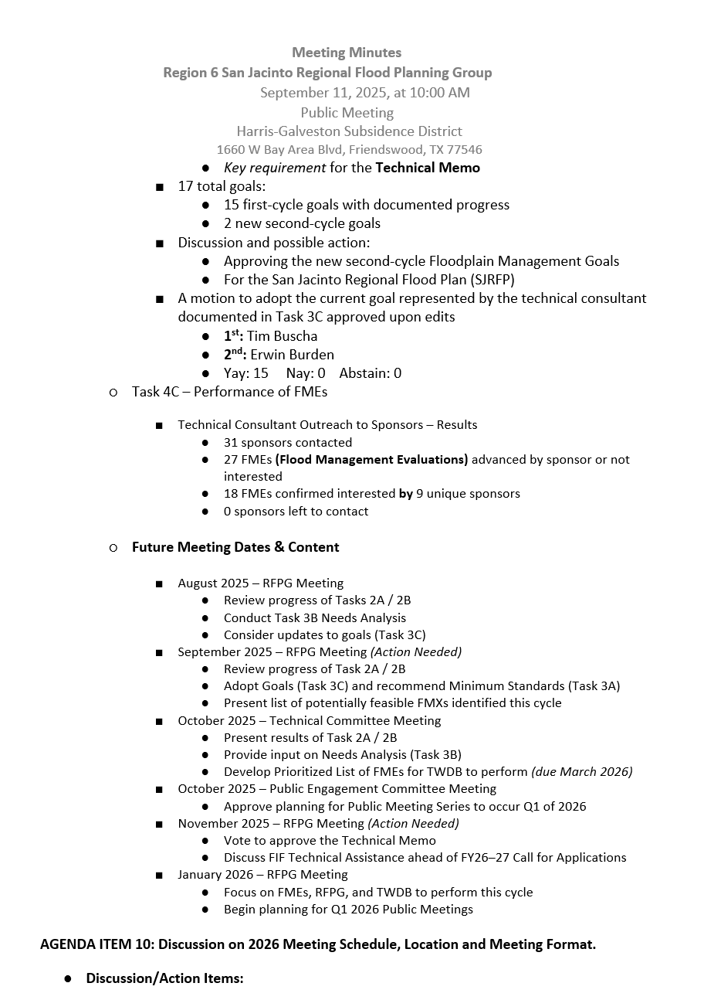 Meeting Minutes
Region 6 San Jacinto Regional Flood Planning Group
September 11, 2025, at 10:00 AM
Public Meeting
Harris-Galveston Subsidence District
1660 W Bay Area Blvd, Friendswood, TX 77546
● Key requirement for the Technical Memo
■ 17 total goals:
● 15 first-cycle goals with documented progress
● 2 new second-cycle goals
■ Discussion and possible action:
● Approving the new second-cycle Floodplain Management Goals
● For the San Jacinto Regional Flood Plan (SJRFP)
■ A motion to adopt the current goal represented by the technical consultant
documented in Task 3C approved upon edits
● 1st: Tim Buscha
● 2nd: Erwin Burden
● Yay: 15 Nay: 0 Abstain: 0
o Task 4C – Performance of FMEs
■ Technical Consultant Outreach to Sponsors – Results
● 31 sponsors contacted
● 27 FMEs (Flood Management Evaluations) advanced by sponsor or not
interested
● 18 FMEs confirmed interested by 9 unique sponsors
● 0 sponsors left to contact
o Future Meeting Dates & Content
■ August 2025 – RFPG Meeting
● Review progress of Tasks 2A / 2B
● Conduct Task 3B Needs Analysis
● Consider updates to goals (Task 3C)
■ September 2025 – RFPG Meeting (Action Needed)
● Review progress of Task 2A / 2B
● Adopt Goals (Task 3C) and recommend Minimum Standards (Task 3A)
● Present list of potentially feasible FMXs identified this cycle
■ October 2025 – Technical Committee Meeting
● Present results of Task 2A / 2B
● Provide input on Needs Analysis (Task 3B)
● Develop Prioritized List of FMEs for TWDB to perform (due March 2026)
■ October 2025 – Public Engagement Committee Meeting
● Approve planning for Public Meeting Series to occur Q1 of 2026
■ November 2025 – RFPG Meeting (Action Needed)
● Vote to approve the Technical Memo
● Discuss FIF Technical Assistance ahead of FY26–27 Call for Applications
■ January 2026 – RFPG Meeting
● Focus on FMEs, RFPG, and TWDB to perform this cycle
● Begin planning for Q1 2026 Public Meetings
AGENDA ITEM 10: Discussion on 2026 Meeting Schedule, Location and Meeting Format.
● Discussion/Action Items: